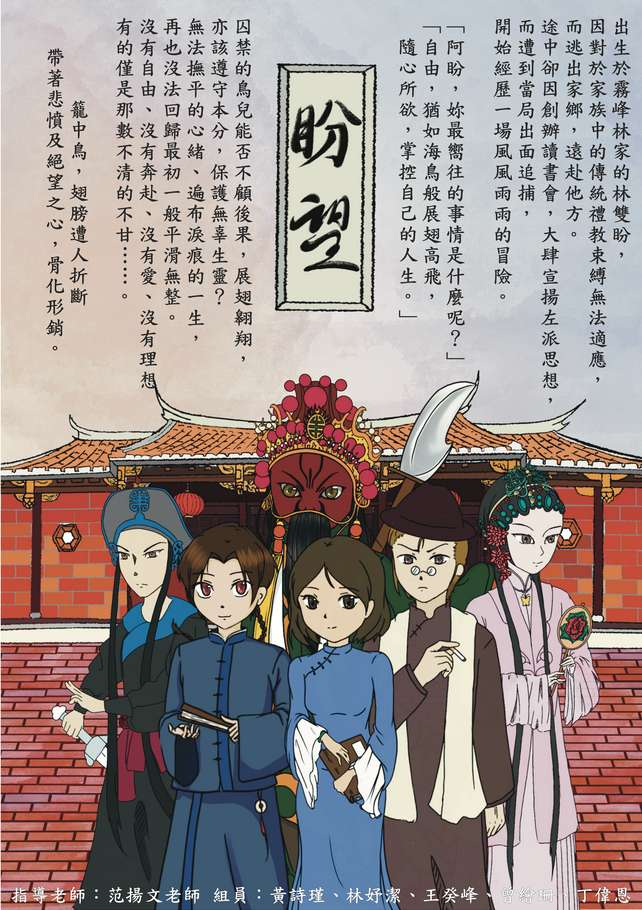 出生於霧峰林家的林雙盼，
因對於家族中的傳統禮教束縛無法適應，
而逃出家鄉，遠赴他方。
途中卻因創辦讀書會，大肆宣揚左派思想，
而遭到當局出面追捕，
開始經歷一場風風雨雨的冒險。
「阿盼，妳最嚮往的事情是什麼呢？」
「自由，猶如海鳥般展翅高飛，
隨心所欲，掌控自己的人生。」
盼望
囚禁的鳥兒能否不顧後果，展翅翱翔，
亦該遵守本分，保護無辜生靈？
無法撫平的心緒、遍布淚痕的一生，
再也沒法回歸最初一般平滑無整。
沒有自由、沒有奔赴、沒有愛、沒有理想
有的僅是那數不清的不甘……。
籠中鳥，翅膀遭人折斷
帶著悲憤及絕望之心，骨化形銷。
指導老師：范揚文老師 組員：黃詩瑾、林妤潔、王癸峰、曾繪珊、丁偉恩